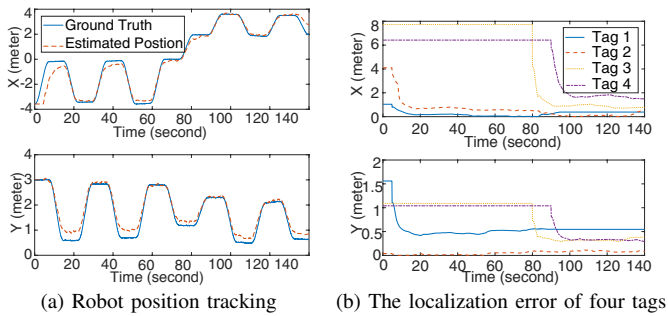 4
2
0
-2
-4
X (meter)
Ground Truth
Estimated Postion
0 20 40 60 80 100 120 140
Time (second)
4
3
2
1
0
Y (meter)
0 20 40 60 80 100 120 140
Time (second)
(a) Robot position tracking
8
6
4
2
0
X (meter)
Tag 1
Tag 2
Tag 3
Tag 4
0 20 40 60 80 100 120 140
Time (second)
2
1.5
1
0.5
0
Y (meter)
0 20 40 60 80 100 120 140
Time (second)
(b) The localization error of four tags